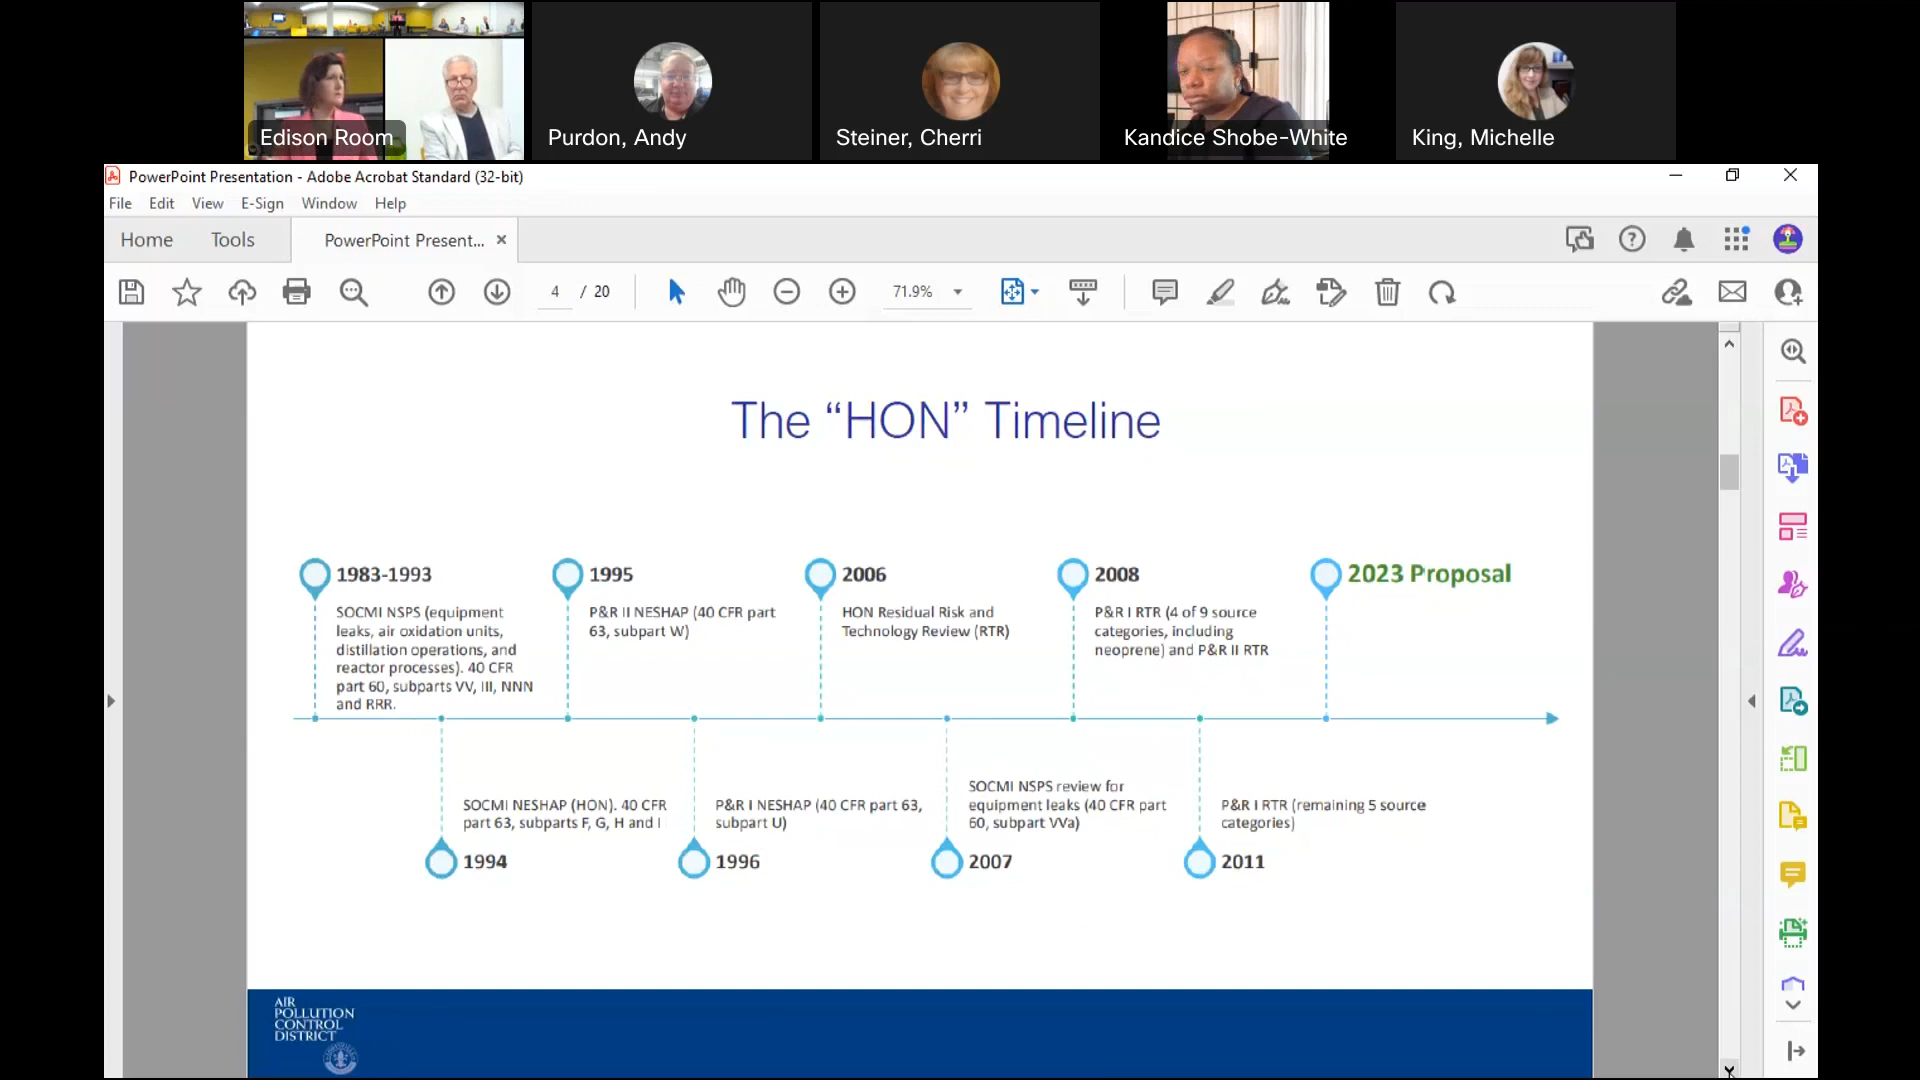 Edison Room
Purdon, Andy
Steiner, Cherri
Kandice Shobe-White
King, Michelle
PowerPoint Presentation - Adobe Acrobat Standard (32-bit)
File Edit View E-Sign Window Help
Home Tools PowerPoint Present...
4 / 20
71.9%
The “HON” Timeline
1983-1993
SOCMI NSPS (equipment
leaks, air oxidation units,
distillation operations, and
reactor processes). 40 CFR
part 60, subparts VV, III, NNN
and RRR.
1995
P&R II NESHAP (40 CFR part
63, subpart W)
2006
HON Residual Risk and
Technology Review (RTR)
2008
P&R I RTR (4 of 9 source
categories, including
neoprene) and P&R II RTR
2023 Proposal
SOCMI NESHAP (HON). 40 CFR
part 63, subparts F, G, H and I
1994
P&R I NESHAP (40 CFR part 63,
subpart U)
1996
SOCMI NSPS review for
equipment leaks (40 CFR part
60, subpart VVa)
2007
P&R I RTR (remaining 5 source
categories)
2011
AIR
POLLUTION
CONTROL
DISTRICT